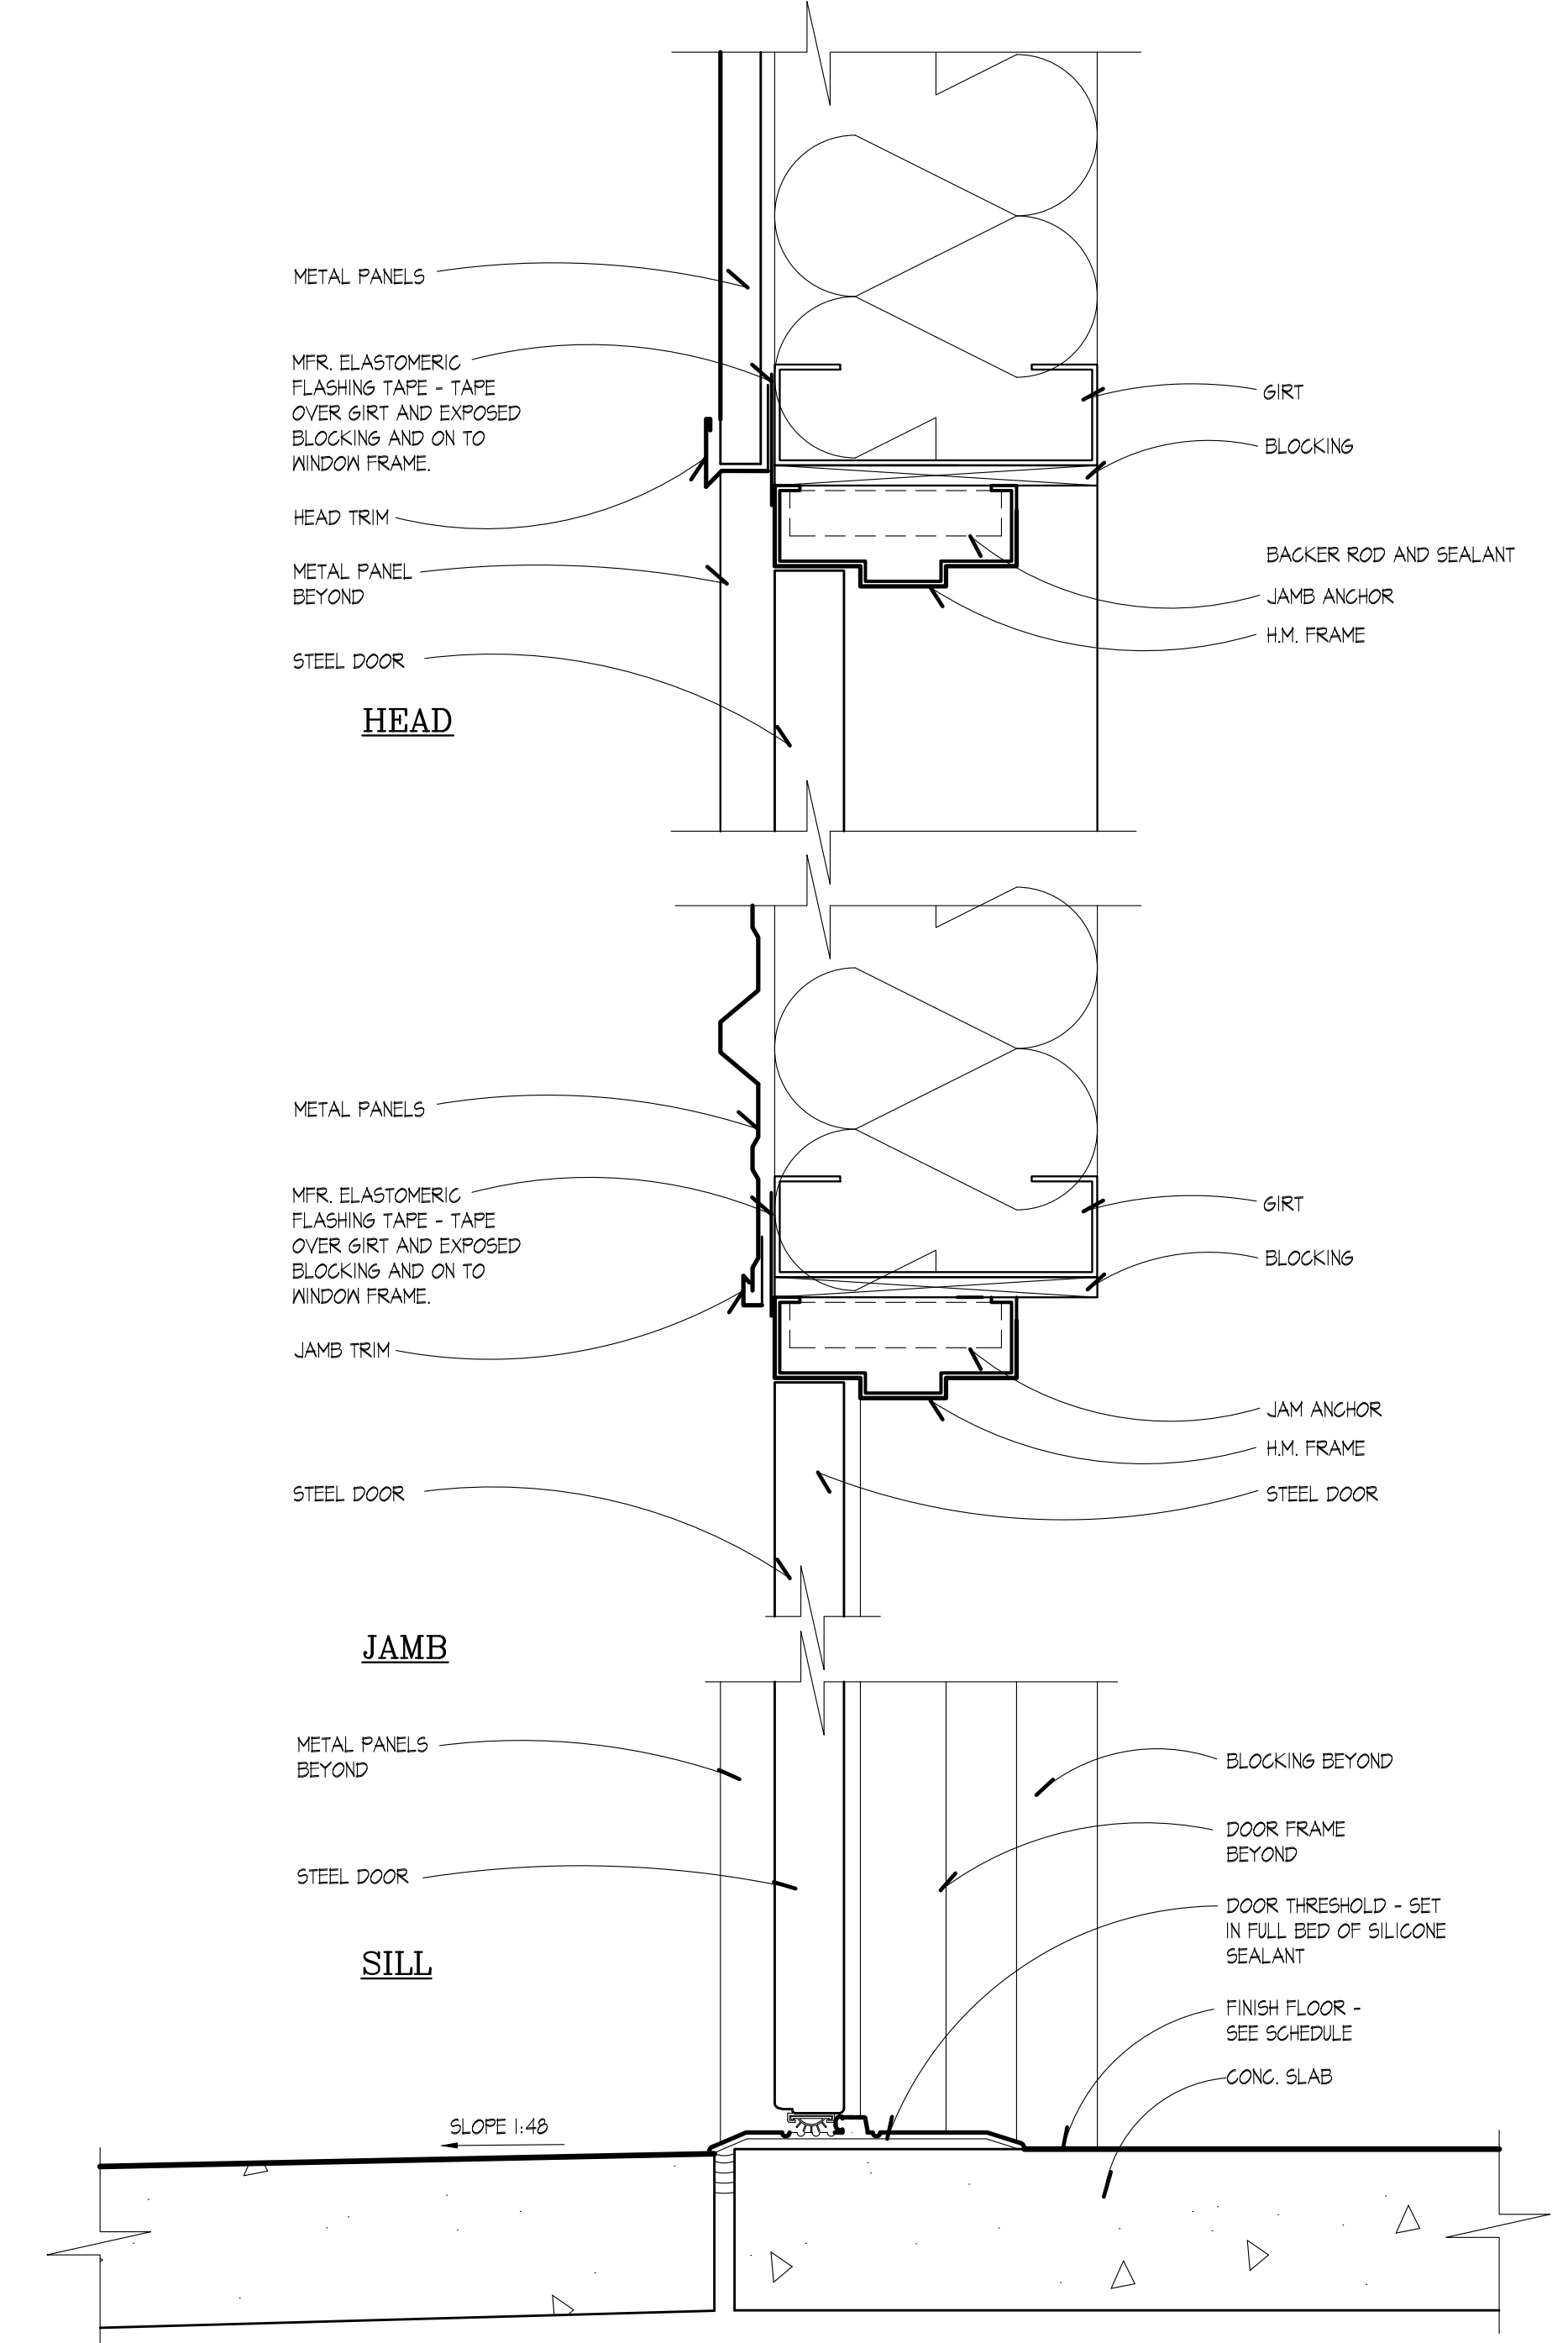 METAL PANELS
MFR. ELASTOMERIC
FLASHING TAPE - TAPE
OVER GIRT AND EXPOSED
BLOCKING AND ON TO
WINDOW FRAME.
HEAD TRIM
METAL PANEL
BEYOND
STEEL DOOR
HEAD
GIRT
BLOCKING
BACKER ROD AND SEALANT
JAMB ANCHOR
H.M. FRAME
METAL PANELS
MFR. ELASTOMERIC
FLASHING TAPE - TAPE
OVER GIRT AND EXPOSED
BLOCKING AND ON TO
WINDOW FRAME.
JAMB TRIM
STEEL DOOR
JAMB
GIRT
BLOCKING
JAM ANCHOR
H.M. FRAME
STEEL DOOR
METAL PANELS
BEYOND
STEEL DOOR
SILL
SLOPE 1:48
BLOCKING BEYOND
DOOR FRAME
BEYOND
DOOR THRESHOLD - SET
IN FULL BED OF SILICONE
SEALANT
FINISH FLOOR -
SEE SCHEDULE
CONC. SLAB